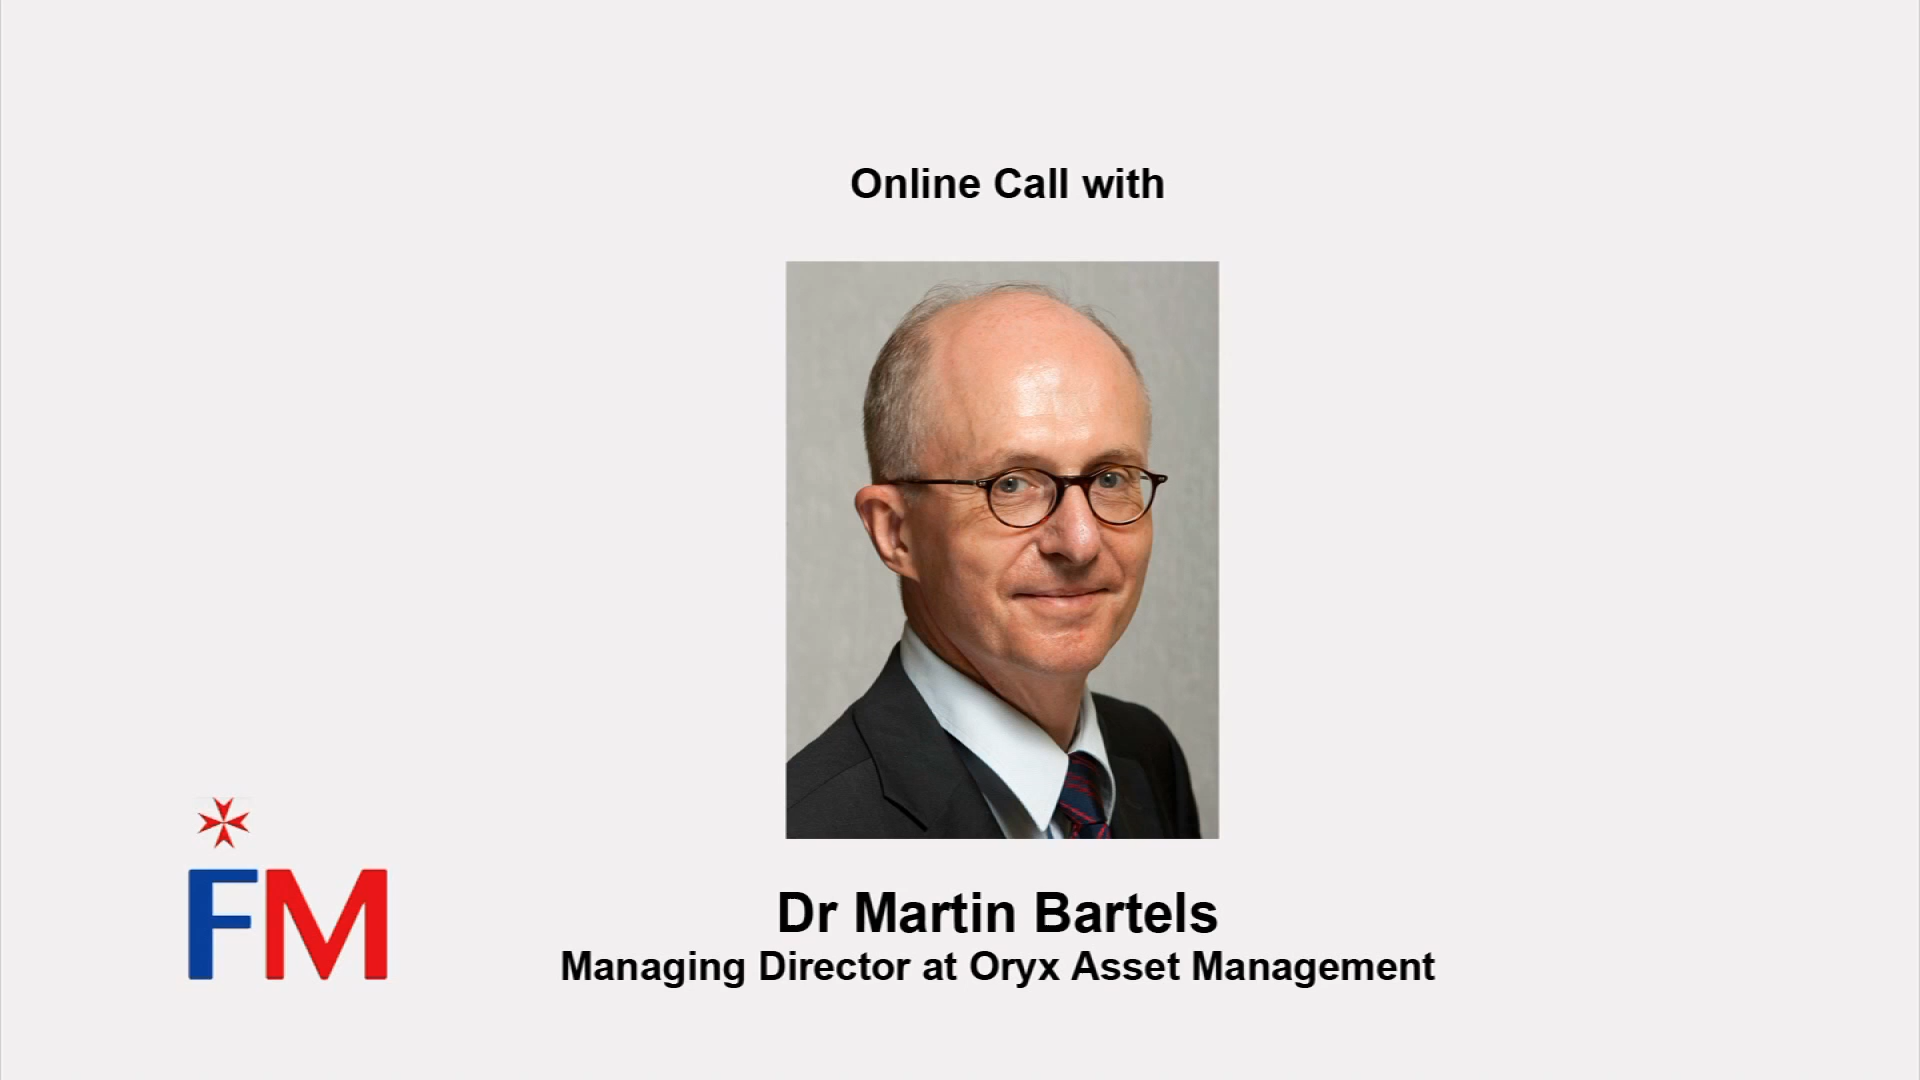 Online Call with
FM
Dr Martin Bartels
Managing Director at Oryx Asset Management